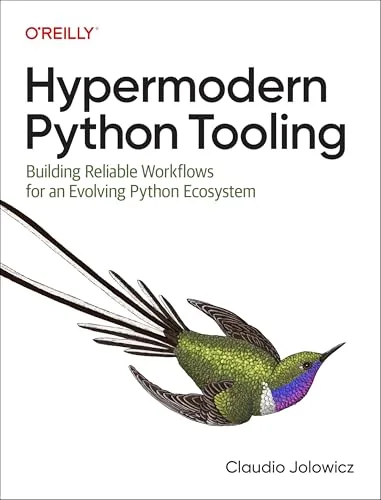 O'REILLY®
Hypermodern
Python Tooling
Building Reliable Workflows
for an Evolving Python Ecosystem
Claudio Jolowicz